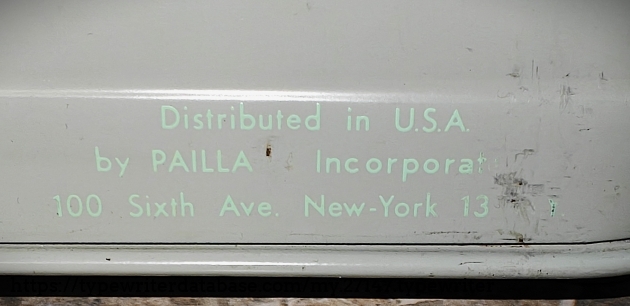 Distributed in U.S.A.
by PAILLA Incorporat
100 Sixth Ave. New-York 13